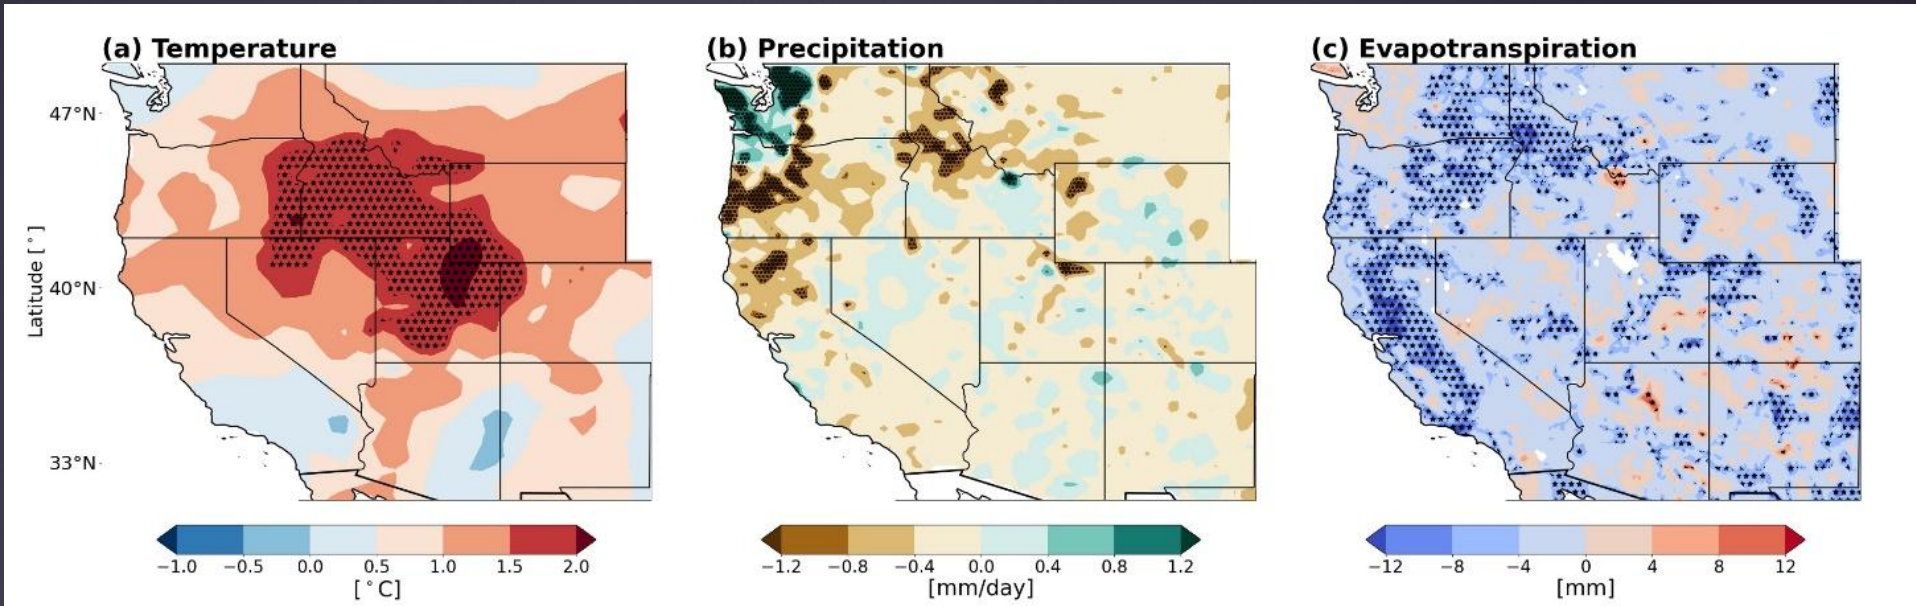 (a) Temperature
(b) Precipitation
(c) Evapotranspiration
Latitude [°]
47°N
40°N
33°N
−1.0 −0.5 0.0 0.5 1.0 1.5 2.0
[°C]
−1.2 −0.8 −0.4 0.0 0.4 0.8 1.2
[mm/day]
−12 −8 −4 0 4 8 12
[mm]